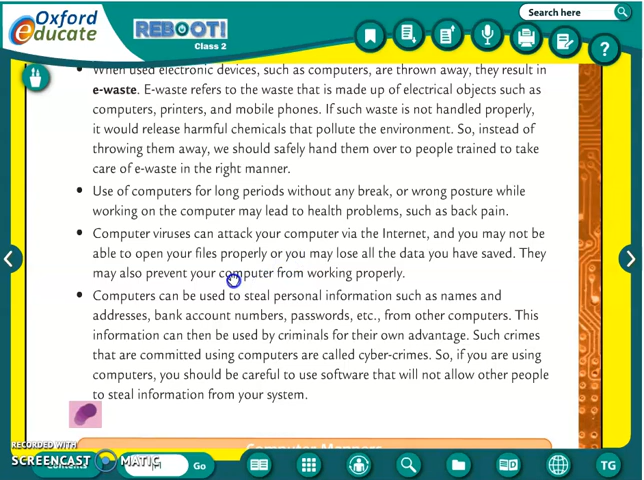 Oxford
educate
REBOOT!
Class 2
Search here
When used electronic devices, such as computers, are thrown away, they result in
e-waste. E-waste refers to the waste that is made up of electrical objects such as
computers, printers, and mobile phones. If such waste is not handled properly,
it would release harmful chemicals that pollute the environment. So, instead of
throwing them away, we should safely hand them over to people trained to take
care of e-waste in the right manner.
• Use of computers for long periods without any break, or wrong posture while
working on the computer may lead to health problems, such as back pain.
• Computer viruses can attack your computer via the Internet, and you may not be
able to open your files properly or you may lose all the data you have saved. They
may also prevent your computer from working properly.
• Computers can be used to steal personal information such as names and
addresses, bank account numbers, passwords, etc., from other computers. This
information can then be used by criminals for their own advantage. Such crimes
that are committed using computers are called cyber-crimes. So, if you are using
computers, you should be careful to use software that will not allow other people
to steal information from your system.
Computer Manners
RECORDED WITH
SCREENCAST MATIC
Contents
Go
TG